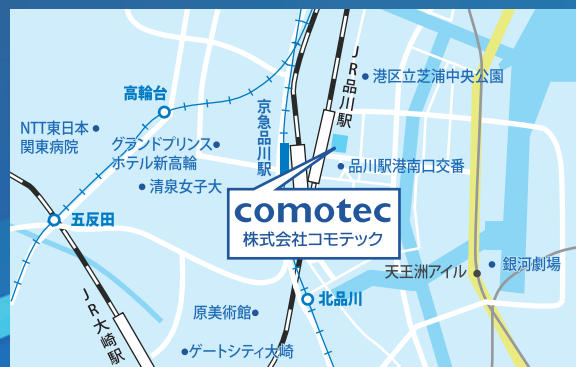 JR品川駅
港区立芝浦中央公園
高輪台
京急品川駅
NTT東日本
関東病院
グランドプリンス
ホテル新高輪
品川駅港南口交番
清泉女子大
comotec
株式会社コモテック
五反田
銀河劇場
天王洲アイル
JR大崎駅
北品川
原美術館
ゲートシティ大崎